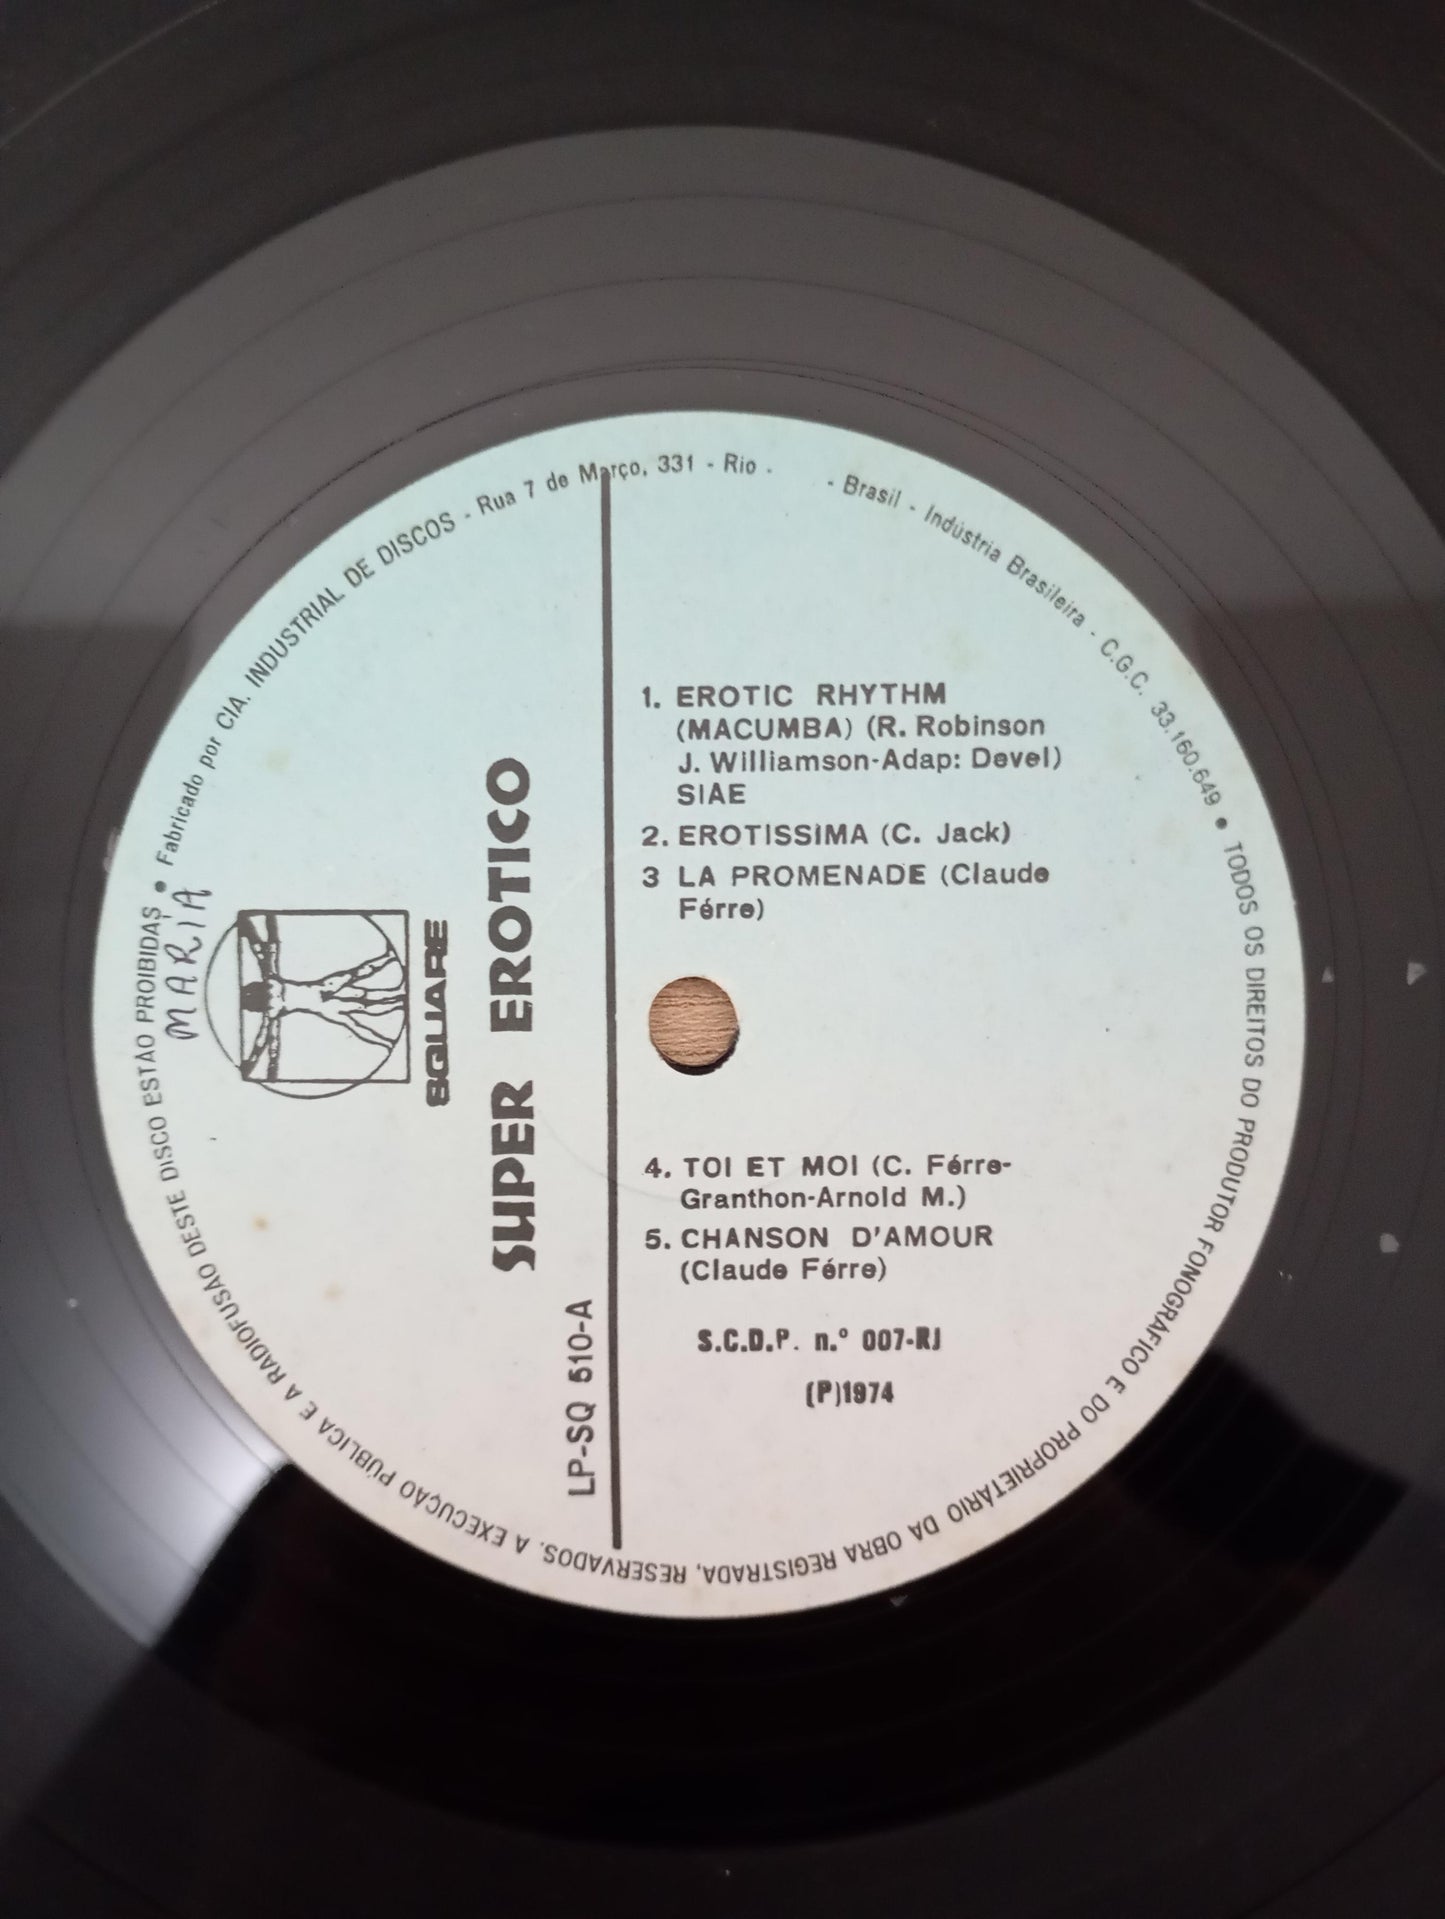 • Fabricado por CIA. INDUSTRIAL DE DISCOS - Rua 7 de Março, 331 - Rio . - Brasil - Indústria Brasileira - C.G.C. 33.160.649 • TODOS OS DIREITOS DO PRODUTOR FONOGRÁFICO E DO PROPRIETÁRIO DA OBRA REGISTRADA, RESERVADOS. A EXECUÇÃO PÚBLICA E A RADIOFUSÃO DESTE DISCO ESTÃO PROIBIDAS
MARIA
SQUARE
SUPER EROTICO
LP-SQ 510-A
1. EROTIC RHYTHM
(MACUMBA) (R. Robinson
J. Williamson-Adap: Devel)
SIAE
2. EROTISSIMA (C. Jack)
3 LA PROMENADE (Claude
Férre)
4. TOI ET MOI (C. Férre-
Granthon-Arnold M.)
5. CHANSON D'AMOUR
(Claude Férre)
S.C.D.P. n.º 007-RJ
(P)1974